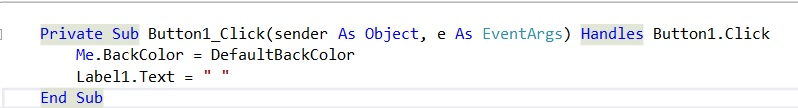 Private Sub Button1_Click(sender As Object, e As EventArgs) Handles Button1.Click
Me.BackColor = DefaultBackColor
Label1.Text = " "
End Sub